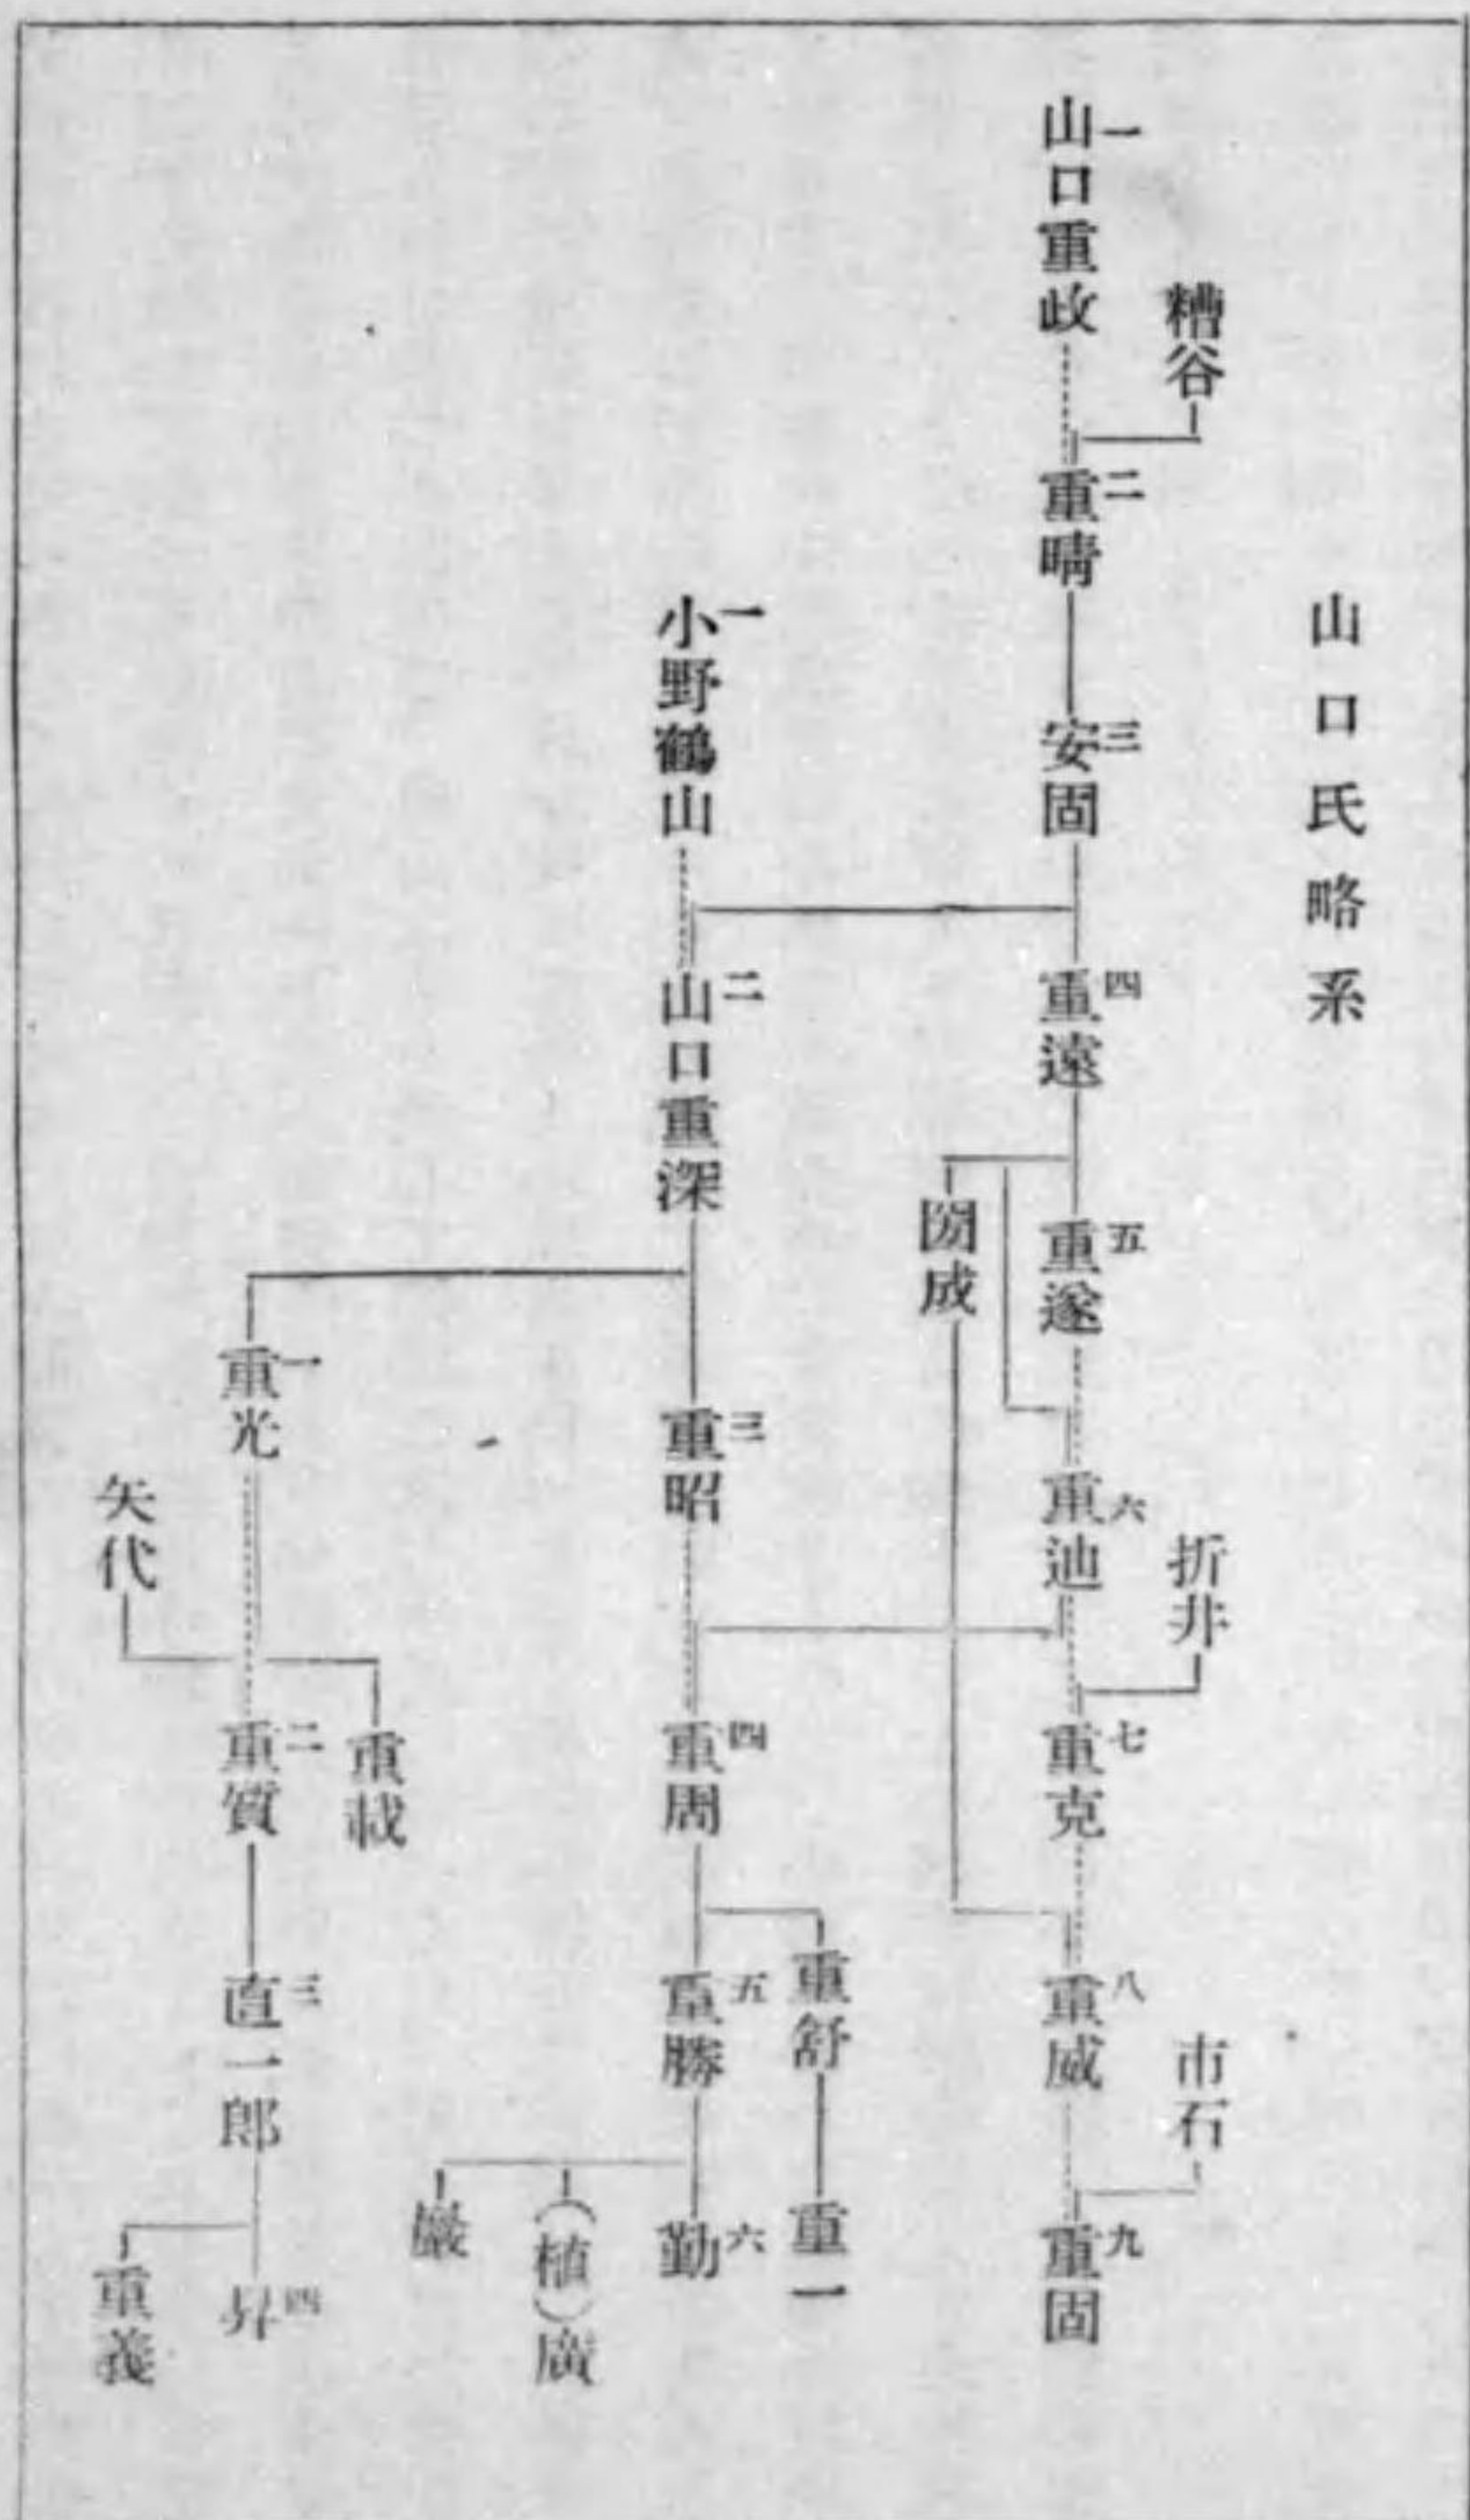 山口氏略系
糟谷
折井
市石
一
山口重政
二
重晴
三
安固
四
重遠
五
重遂
六
重迪
七
重克
八
重威
九
重固
成
重舒
重一
一
小野鶴山
二
山口重深
三
重昭
四
重周
五
重勝
六
勤
(植)廣
巖
重載
一
重光
二
重質
三
直一郎
四
昇
矢代
重義